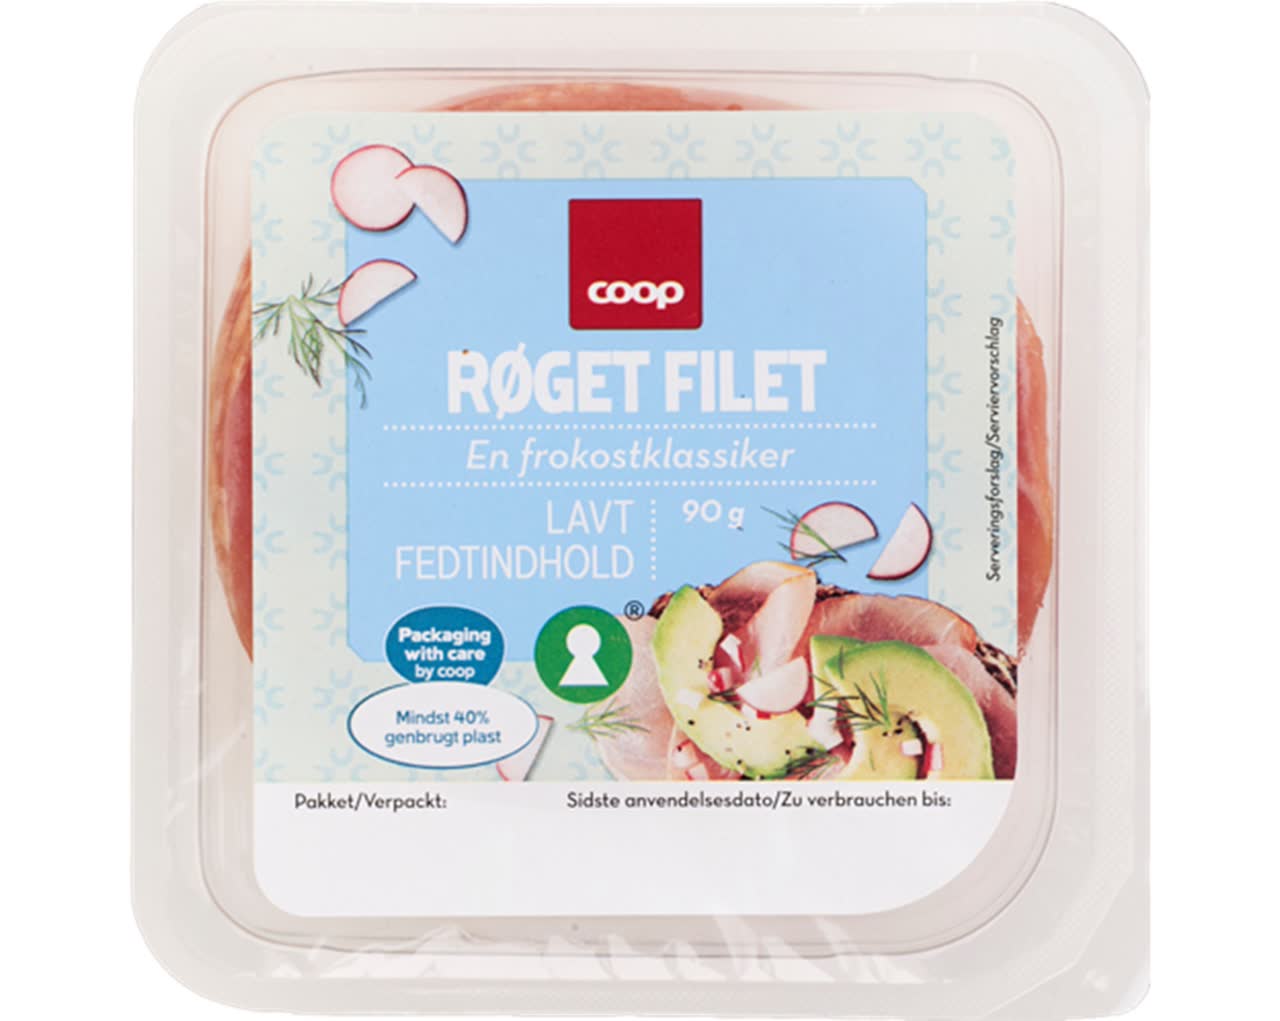 coop
RØGET FILET
En frokostklassiker
LAVT
FEDTINDHOLD
90 g
®
Packaging
with care
by coop
Mindst 40%
genbrugt plast
Serveringsforslag/Serviervorschlag
Pakket/Verpackt:
Sidste anvendelsesdato/Zu verbrauchen bis: